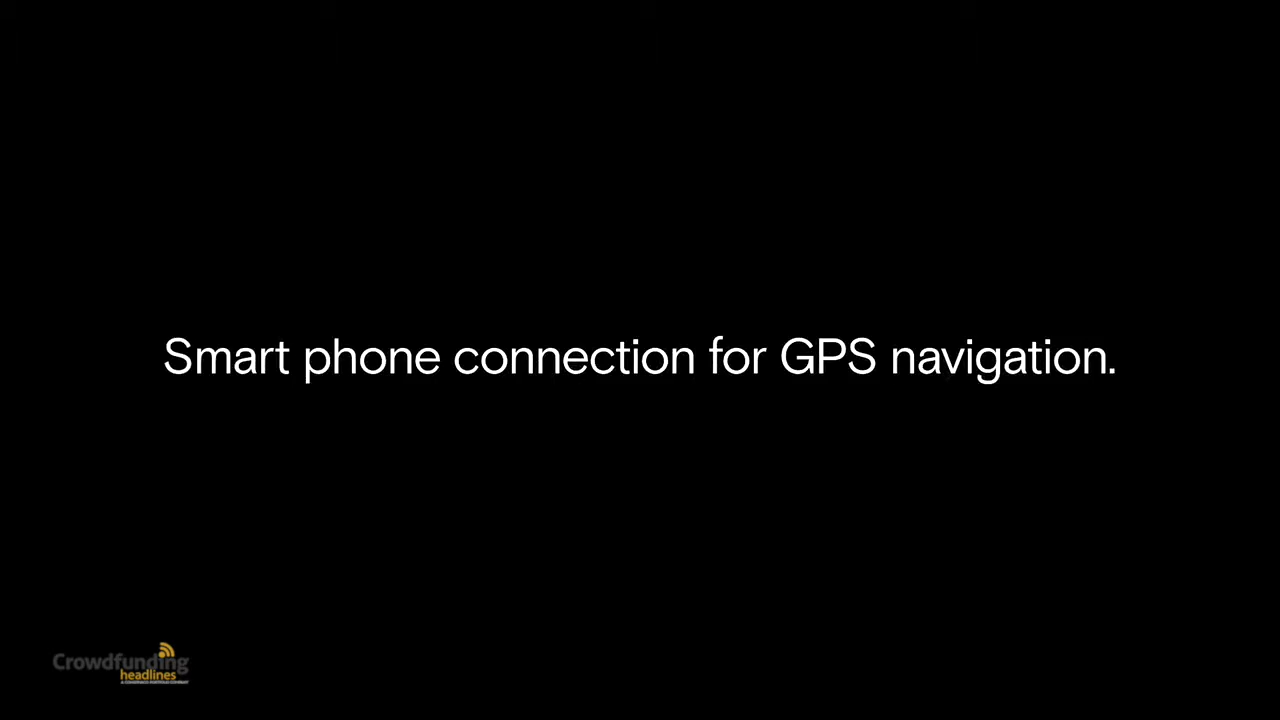 Smart phone connection for GPS navigation.
Crowdfunding
headlines